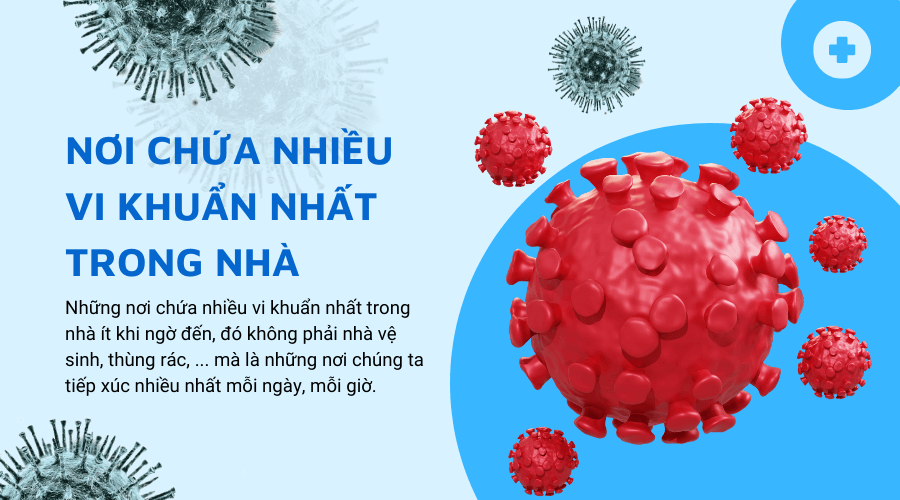 NƠI CHỨA NHIỀU
VI KHUẨN NHẤT
TRONG NHÀ
Những nơi chứa nhiều vi khuẩn nhất trong
nhà ít khi ngờ đến, đó không phải nhà vệ
sinh, thùng rác, ... mà là những nơi chúng ta
tiếp xúc nhiều nhất mỗi ngày, mỗi giờ.